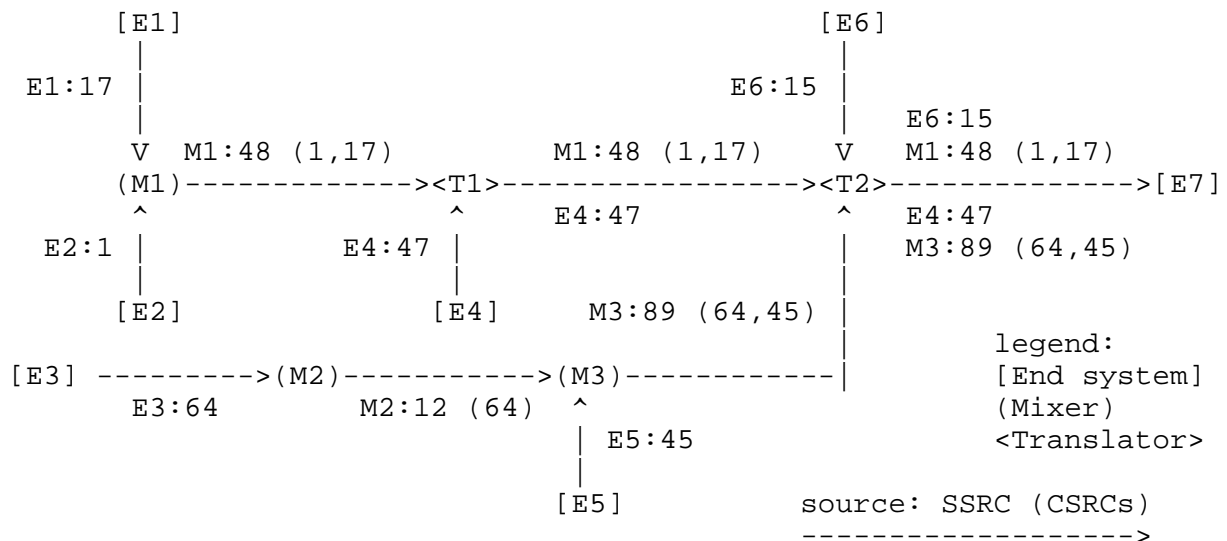 [E1] [E6]
| |
E1:17 | E6:15 |
| | E6:15
V M1:48 (1,17) M1:48 (1,17) V M1:48 (1,17)
(M1)-------------><T1>-----------------><T2>--------------->[E7]
^ ^ E4:47 ^ E4:47
E2:1 | E4:47 | | M3:89 (64,45)
| | |
[E2] [E4] M3:89 (64,45) |
| legend:
[E3] --------->(M2)----------->(M3)------------| [End system]
E3:64 M2:12 (64) ^ (Mixer)
| E5:45 <Translator>
|
[E5] source: SSRC (CSRCs)
------------------->